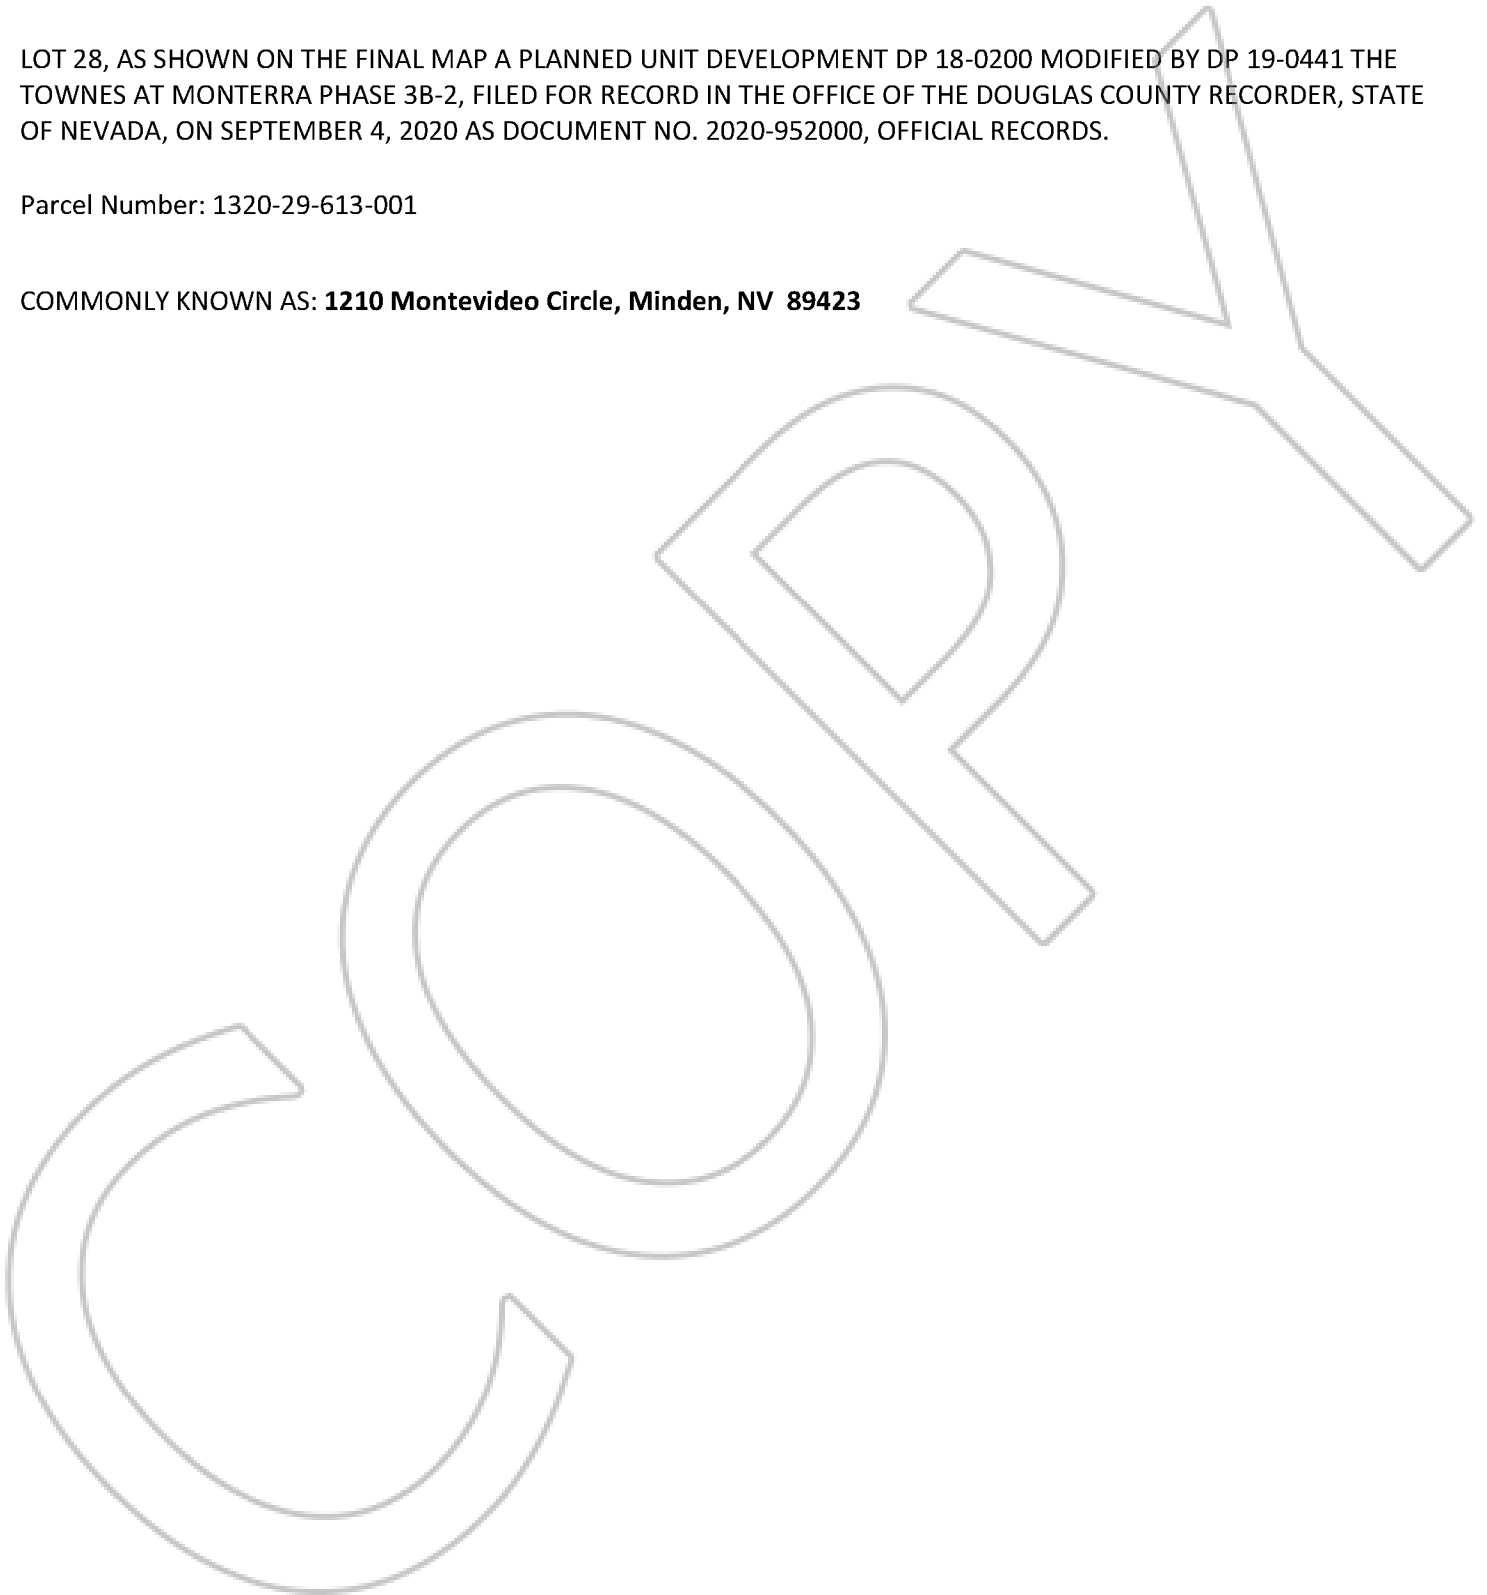 LOT 28, AS SHOWN ON THE FINAL MAP A PLANNED UNIT DEVELOPMENT DP 18-0200 MODIFIED BY DP 19-0441 THE
TOWNES AT MONTERRA PHASE 3B-2, FILED FOR RECORD IN THE OFFICE OF THE DOUGLAS COUNTY RECORDER, STATE
OF NEVADA, ON SEPTEMBER 4, 2020 AS DOCUMENT NO. 2020-952000, OFFICIAL RECORDS.
Parcel Number: 1320-29-613-001
COMMONLY KNOWN AS: 1210 Montevideo Circle, Minden, NV  89423
COPY